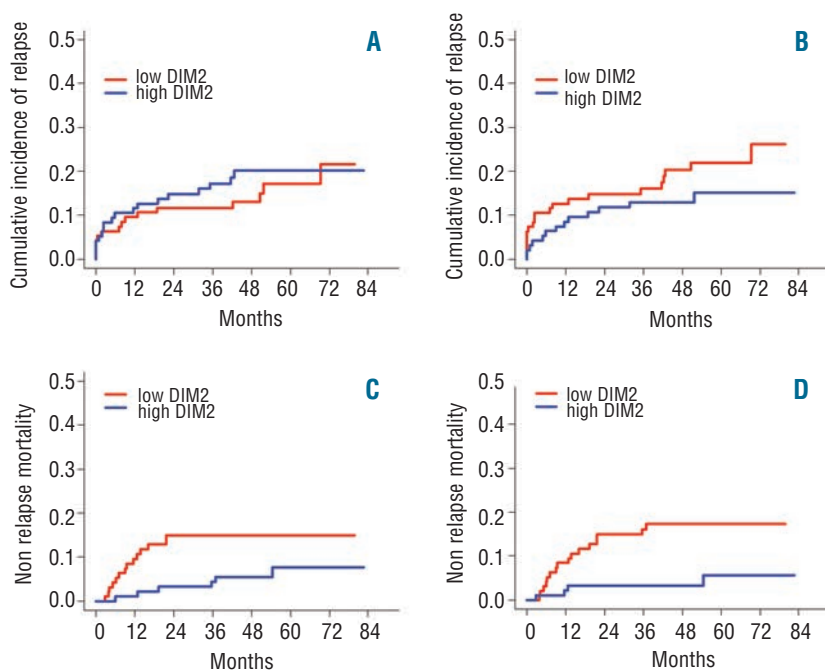 A
Cumulative incidence of relapse
0.5
0.4
0.3
0.2
0.1
0.0
low DIM2
high DIM2
0 12 24 36 48 60 72 84
Months
B
Cumulative incidence of relapse
0.5
0.4
0.3
0.2
0.1
0.0
low DIM2
high DIM2
0 12 24 36 48 60 72 84
Months
C
Non relapse mortality
0.5
0.4
0.3
0.2
0.1
0.0
low DIM2
high DIM2
0 12 24 36 48 60 72 84
Months
D
Non relapse mortality
0.5
0.4
0.3
0.2
0.1
0.0
low DIM2
high DIM2
0 12 24 36 48 60 72 84
Months